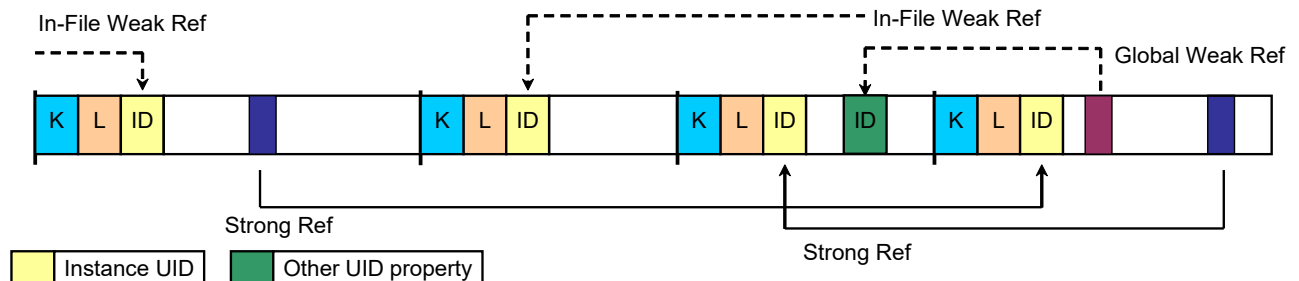 In-File Weak Ref
In-File Weak Ref
Global Weak Ref
K L ID K L ID K L ID ID K L ID
Strong Ref
Strong Ref
Instance UID Other UID property